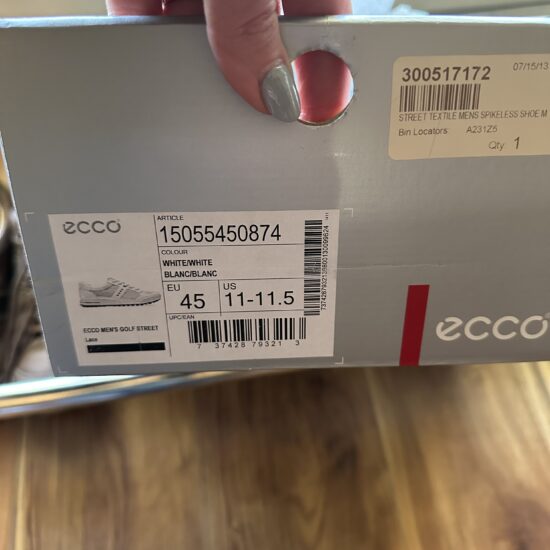 300517172
07/15/13
STREET TEXTILE MENS SPIKELESS SHOE M
Bin Locators: A231Z5
Qty: 1
ecco
ARTICLE
15055450874
COLOUR
WHITE/WHITE
BLANC/BLANC
EU
45
US
11-11.5
UPC/EAN
7 37428 79321 3
ECCO MEN'S GOLF STREET
Lace
ecco